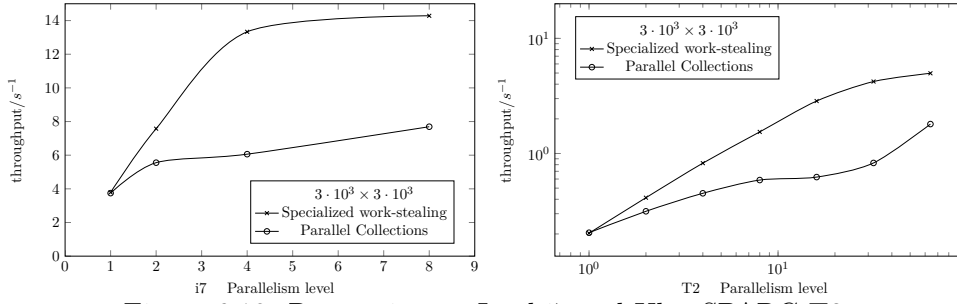 14
12
10
8
6
4
2
0
throughput/s⁻¹
3 · 10³ × 3 · 10³
Specialized work-stealing
Parallel Collections
0 1 2 3 4 5 6 7 8 9
i7 Parallelism level
10¹
10⁰
throughput/s⁻¹
3 · 10³ × 3 · 10³
Specialized work-stealing
Parallel Collections
10⁰ 10¹
T2 Parallelism level